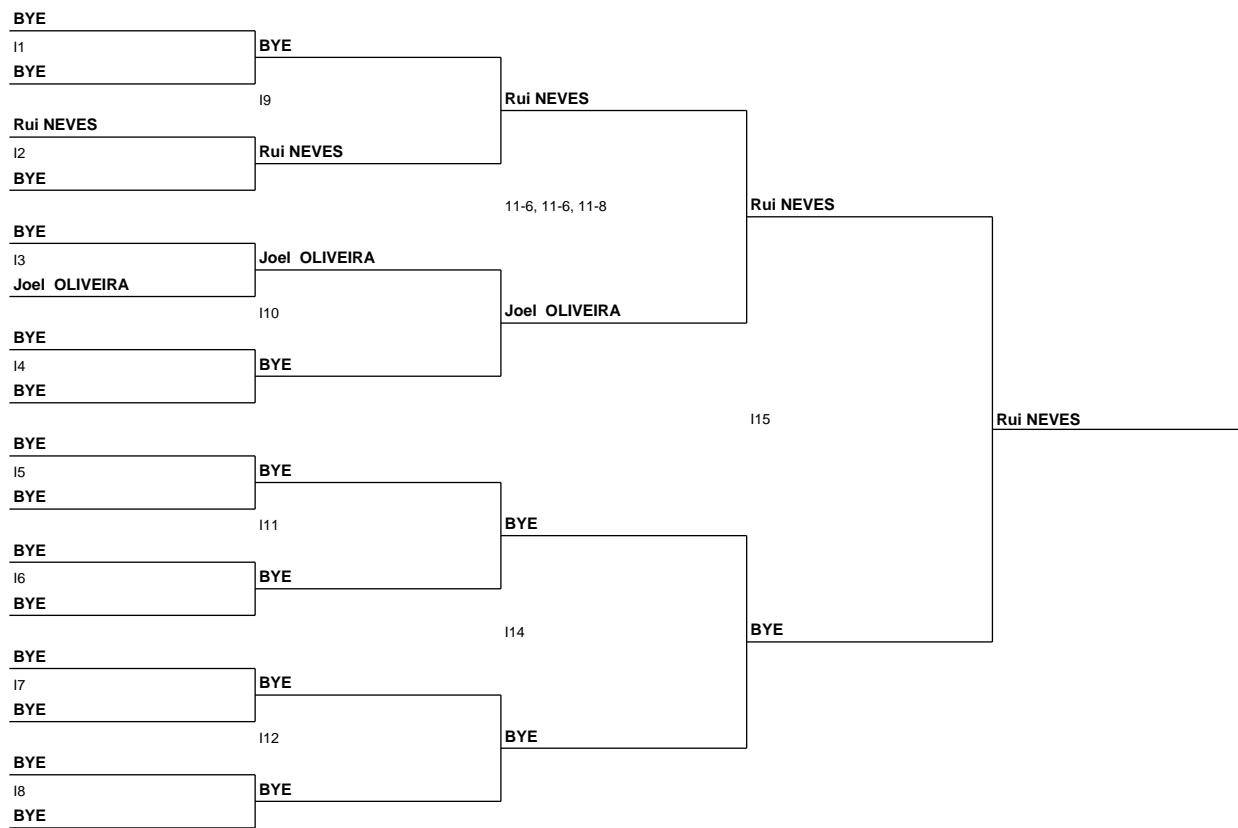 BYE
I1
BYE
BYE
I9
Rui NEVES
Rui NEVES
I2
Rui NEVES
BYE
11-6, 11-6, 11-8
Rui NEVES
BYE
I3
Joel  OLIVEIRA
Joel  OLIVEIRA
I10
Joel  OLIVEIRA
BYE
I4
BYE
BYE
I15
Rui NEVES
BYE
I5
BYE
BYE
I11
BYE
BYE
I6
BYE
BYE
I14
BYE
BYE
I7
BYE
BYE
I12
BYE
BYE
I8
BYE
BYE